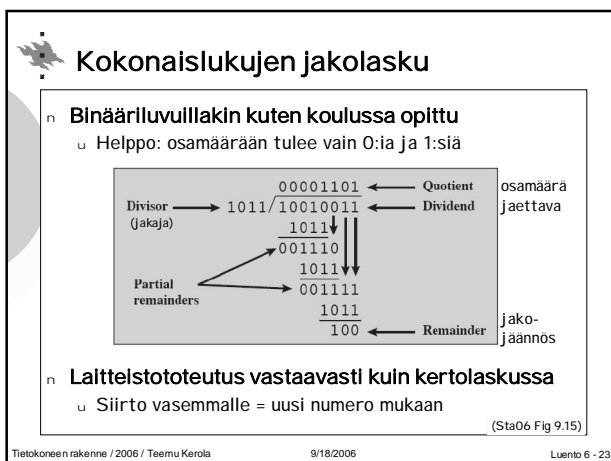 Kokonaislukujen jakolasku
n Binääriluvuillakin kuten koulussa opittu
u Helppo: osamäärään tulee vain 0:ia ja 1:siä
00001101 Quotient osamäärä
Divisor 1011/10010011 Dividend jaettava
(jakaja)
1011
001110
1011
Partial
remainders
001111
1011
100 Remainder
jako-
jäännös
n Laitteistototeutus vastaavasti kuin kertolaskussa
u Siirto vasemmalle = uusi numero mukaan
(Sta06 Fig 9.15)
Tietokoneen rakenne / 2006 / Teemu Kerola 9/18/2006 Luento 6 - 23